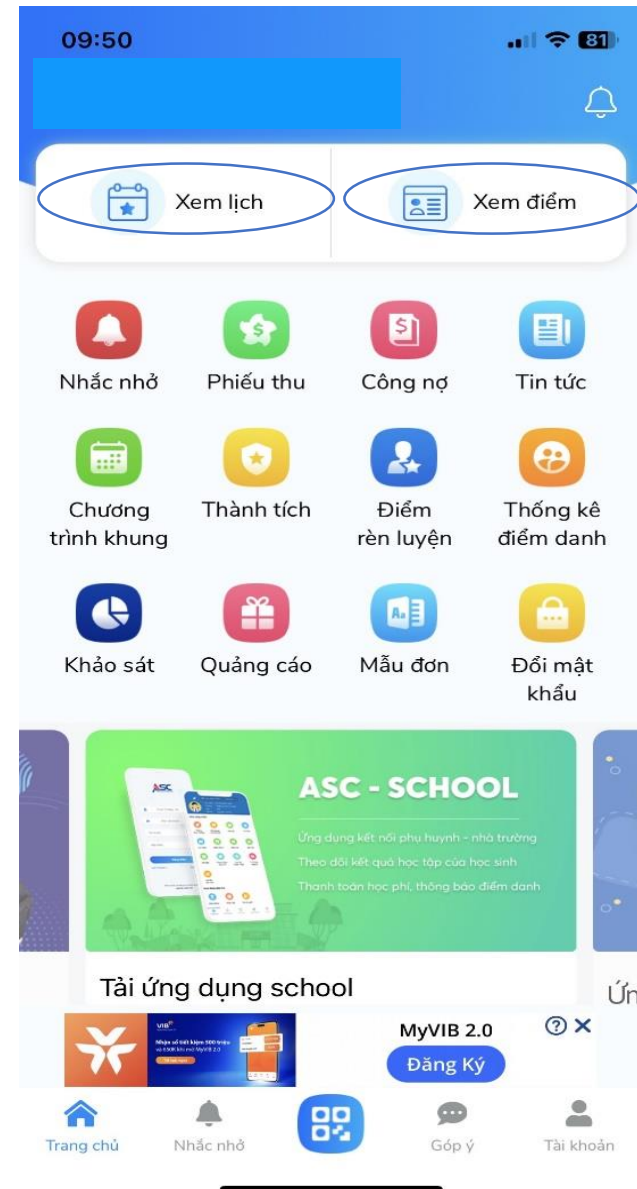 09:50
81
Xem lịch
Xem điểm
Nhắc nhở
Phiếu thu
Công nợ
Tin tức
Chương
trình khung
Thành tích
Điểm
rèn luyện
Thống kê
điểm danh
Khảo sát
Quảng cáo
Mẫu đơn
Đổi mật
khẩu
ASC
ASC - SCHOOL
Ứng dụng kết nối phụ huynh - nhà trường
Theo dõi kết quả học tập của học sinh
Thanh toán học phí, thông báo điểm danh
Tải ứng dụng school
Ứn
VIB
MyVIB 2.0
Đăng Ký
Trang chủ
Nhắc nhở
Góp ý
Tài khoản